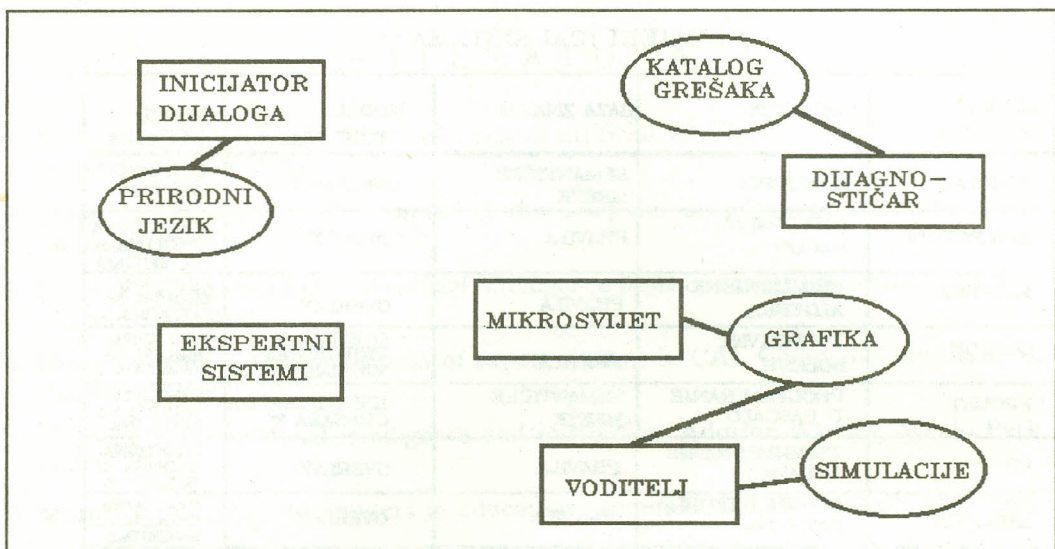 INICIJATOR
DIJALOGA
KATALOG
GREŠAKA
PRIRODNI
JEZIK
DIJAGNO–
STIČAR
MIKROSVIJET
GRAFIKA
EKSPERTNI
SISTEMI
VODITELJ
SIMULACIJE